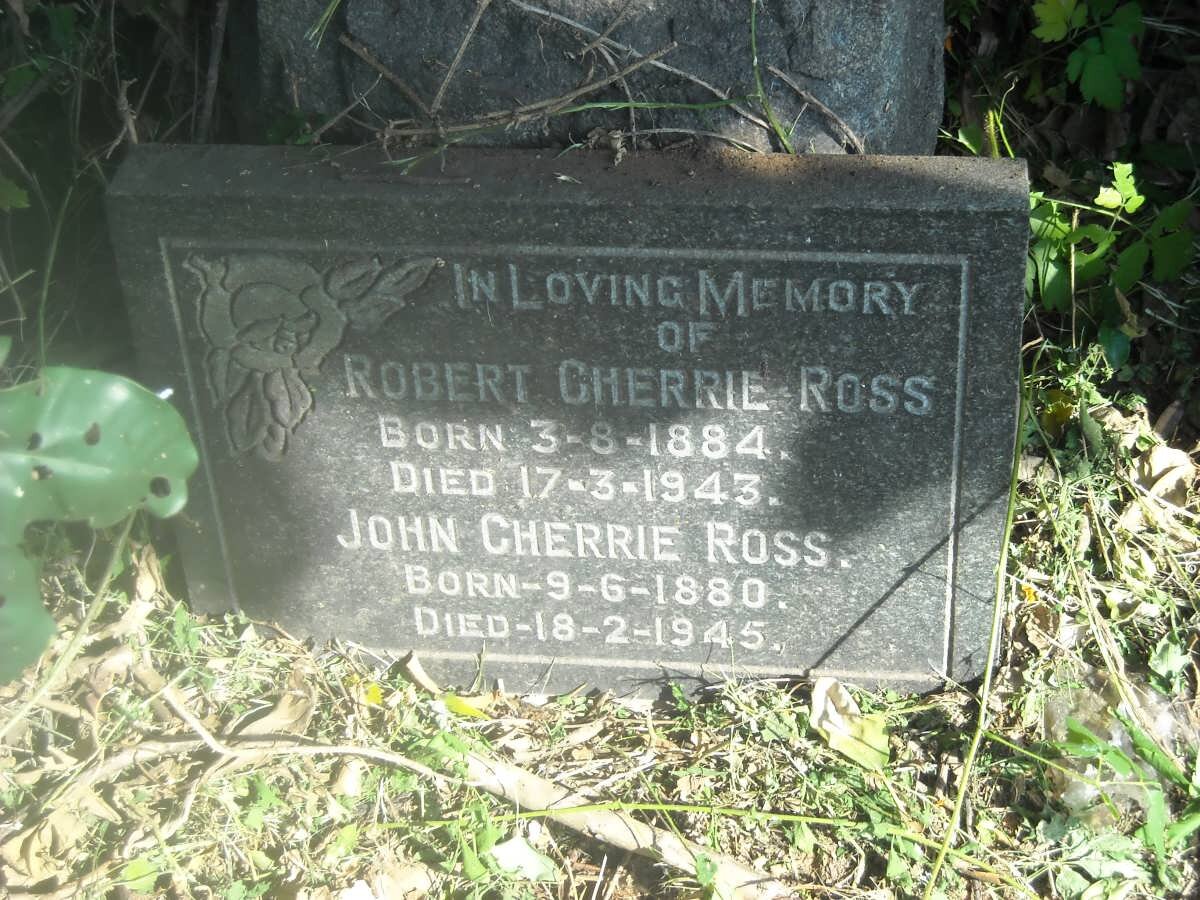 IN LOVING MEMORY
OF
ROBERT CHERRIE ROSS
BORN 3-8-1884.
DIED 17-3-1943.
JOHN CHERRIE ROSS.
BORN-9-6-1880.
DIED-18-2-1945.